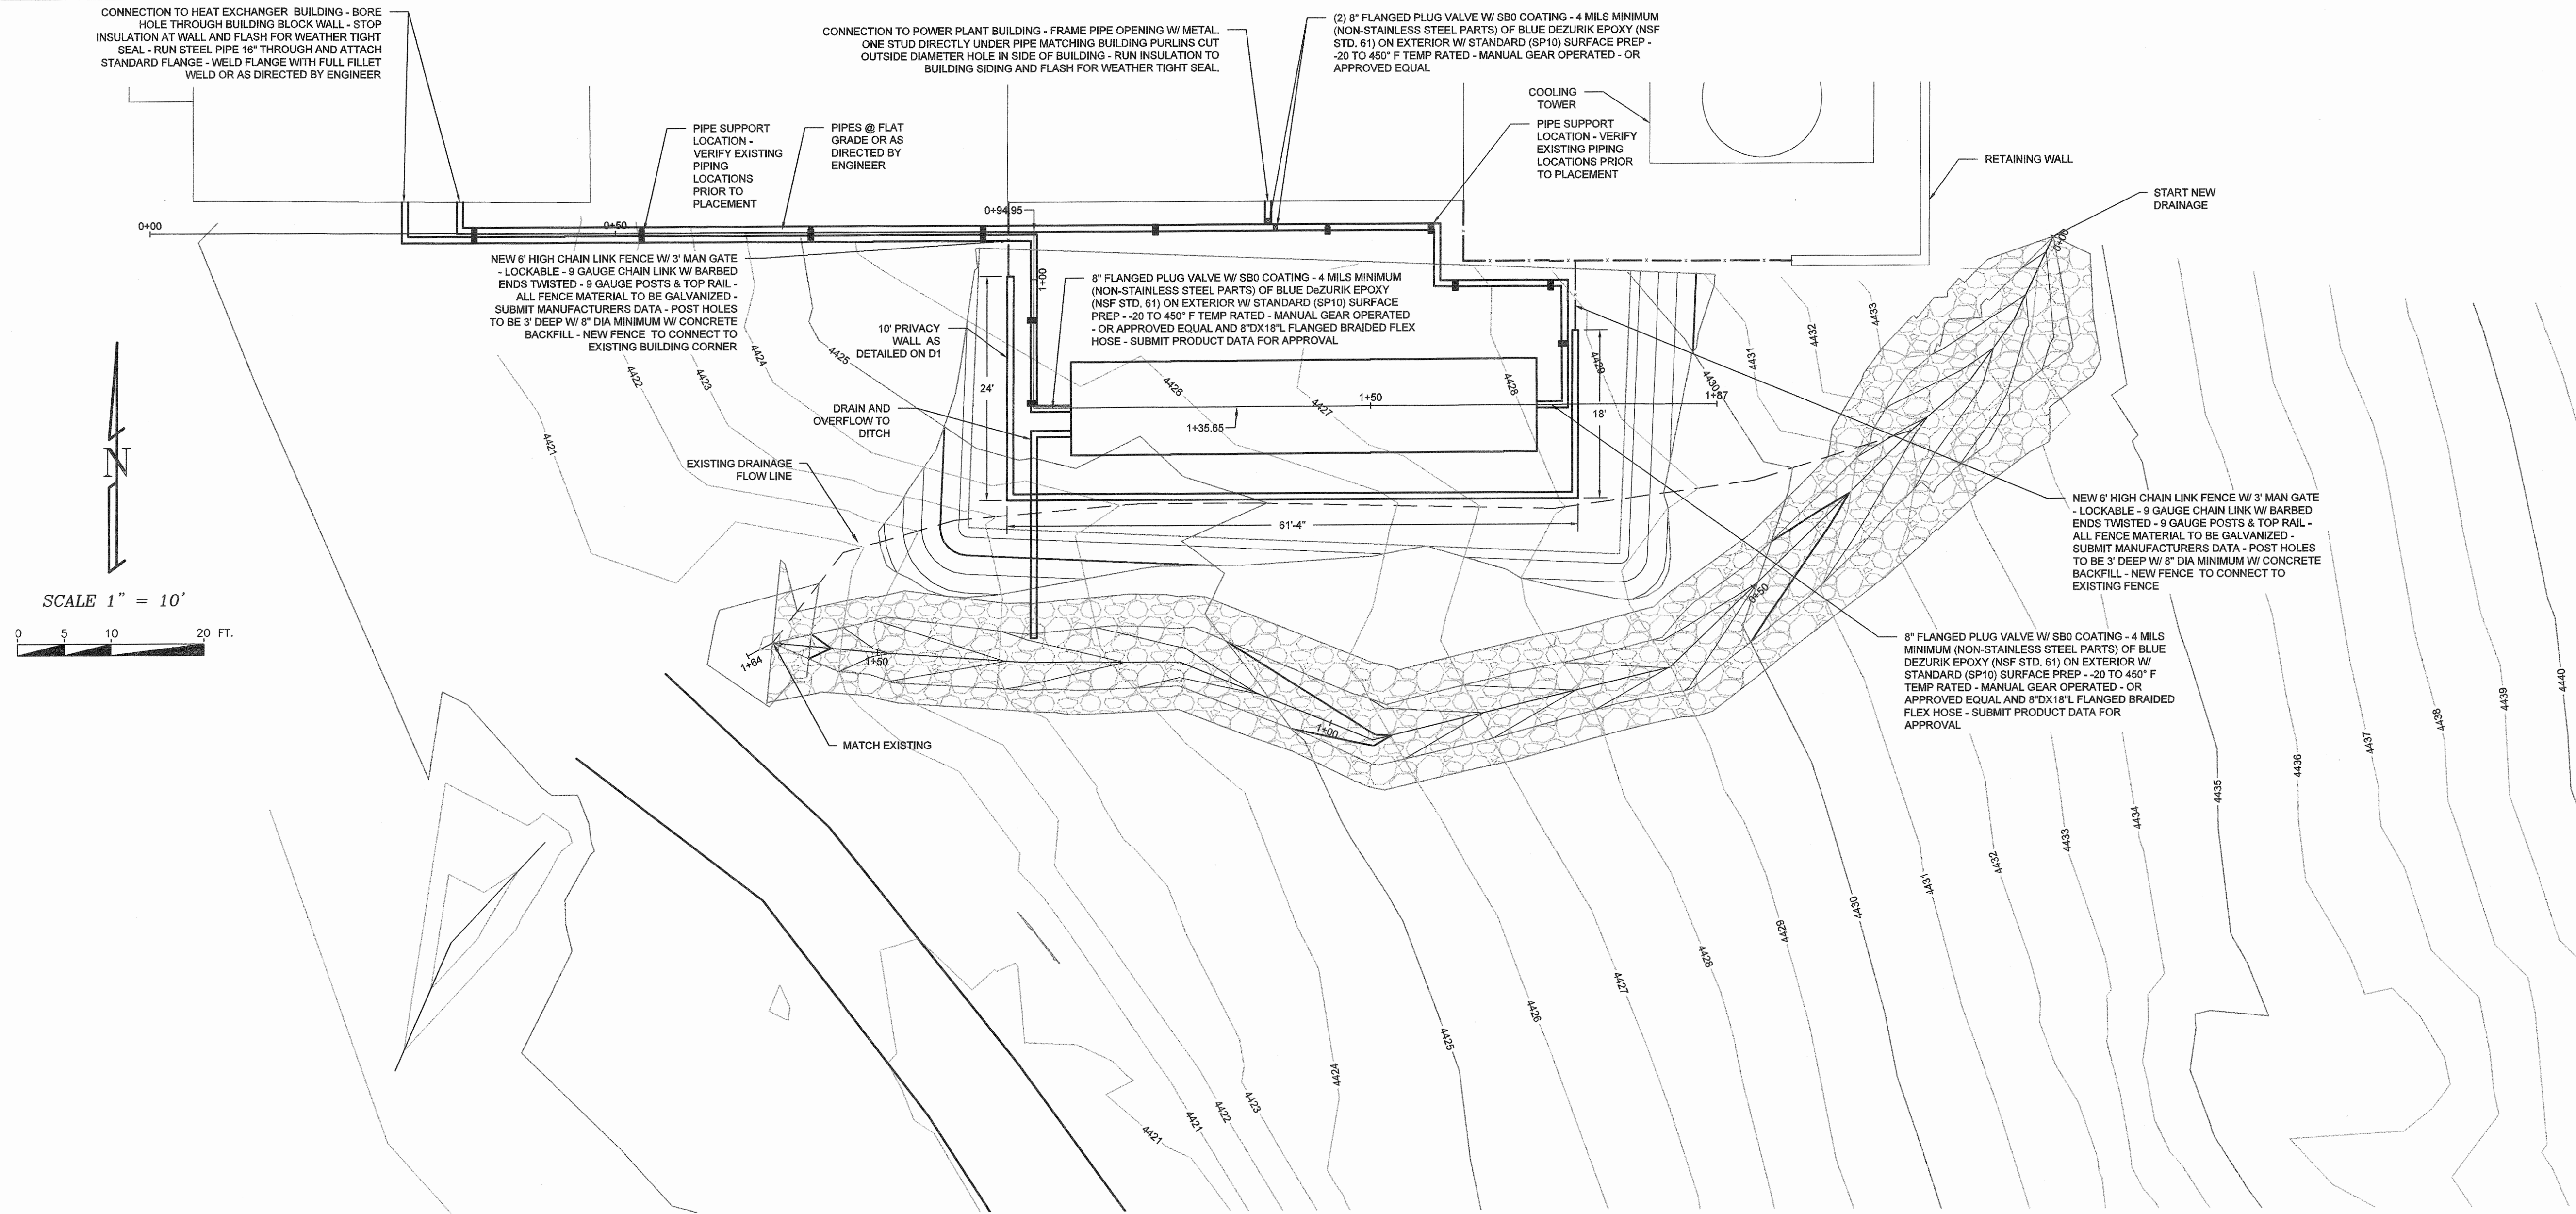 CONNECTION TO HEAT EXCHANGER BUILDING - BORE
HOLE THROUGH BUILDING BLOCK WALL - STOP
INSULATION AT WALL AND FLASH FOR WEATHER TIGHT
SEAL - RUN STEEL PIPE 16" THROUGH AND ATTACH
STANDARD FLANGE - WELD FLANGE WITH FULL FILLET
WELD OR AS DIRECTED BY ENGINEER
CONNECTION TO POWER PLANT BUILDING - FRAME PIPE OPENING W/ METAL.
ONE STUD DIRECTLY UNDER PIPE MATCHING BUILDING PURLINS CUT
OUTSIDE DIAMETER HOLE IN SIDE OF BUILDING - RUN INSULATION TO
BUILDING SIDING AND FLASH FOR WEATHER TIGHT SEAL.
(2) 8" FLANGED PLUG VALVE W/ SB0 COATING - 4 MILS MINIMUM
(NON-STAINLESS STEEL PARTS) OF BLUE DEZURIK EPOXY (NSF
STD. 61) ON EXTERIOR W/ STANDARD (SP10) SURFACE PREP -
-20 TO 450° F TEMP RATED - MANUAL GEAR OPERATED - OR
APPROVED EQUAL
COOLING
TOWER
PIPE SUPPORT
LOCATION -
VERIFY EXISTING
PIPING
LOCATIONS
PRIOR TO
PLACEMENT
PIPES @ FLAT
GRADE OR AS
DIRECTED BY
ENGINEER
PIPE SUPPORT
LOCATION - VERIFY
EXISTING PIPING
LOCATIONS PRIOR
TO PLACEMENT
RETAINING WALL
START NEW
DRAINAGE
0+00
0+50
0+94.95
0+00
NEW 6' HIGH CHAIN LINK FENCE W/ 3' MAN GATE
- LOCKABLE - 9 GAUGE CHAIN LINK W/ BARBED
ENDS TWISTED - 9 GAUGE POSTS & TOP RAIL -
ALL FENCE MATERIAL TO BE GALVANIZED -
SUBMIT MANUFACTURERS DATA - POST HOLES
TO BE 3' DEEP W/ 8" DIA MINIMUM W/ CONCRETE
BACKFILL - NEW FENCE TO CONNECT TO
EXISTING BUILDING CORNER
1+00
8" FLANGED PLUG VALVE W/ SB0 COATING - 4 MILS MINIMUM
(NON-STAINLESS STEEL PARTS) OF BLUE DeZURIK EPOXY
(NSF STD. 61) ON EXTERIOR W/ STANDARD (SP10) SURFACE
PREP - -20 TO 450° F TEMP RATED - MANUAL GEAR OPERATED
- OR APPROVED EQUAL AND 8"DX18"L FLANGED BRAIDED FLEX
HOSE - SUBMIT PRODUCT DATA FOR APPROVAL
10' PRIVACY
WALL AS
DETAILED ON D1
24'
18'
DRAIN AND
OVERFLOW TO
DITCH
1+50
1+35.65
1+87
61'-4"
EXISTING DRAINAGE
FLOW LINE
4421
4422
4423
4424
4425
4426
4427
4428
4429
4430
4431
4432
4433
N
SCALE 1" = 10'
0 5 10 20 FT.
NEW 6' HIGH CHAIN LINK FENCE W/ 3' MAN GATE
- LOCKABLE - 9 GAUGE CHAIN LINK W/ BARBED
ENDS TWISTED - 9 GAUGE POSTS & TOP RAIL -
ALL FENCE MATERIAL TO BE GALVANIZED -
SUBMIT MANUFACTURERS DATA - POST HOLES
TO BE 3' DEEP W/ 8" DIA MINIMUM W/ CONCRETE
BACKFILL - NEW FENCE TO CONNECT TO
EXISTING FENCE
8" FLANGED PLUG VALVE W/ SB0 COATING - 4 MILS
MINIMUM (NON-STAINLESS STEEL PARTS) OF BLUE
DEZURIK EPOXY (NSF STD. 61) ON EXTERIOR W/
STANDARD (SP10) SURFACE PREP - -20 TO 450° F
TEMP RATED - MANUAL GEAR OPERATED - OR
APPROVED EQUAL AND 8"DX18"L FLANGED BRAIDED
FLEX HOSE - SUBMIT PRODUCT DATA FOR
APPROVAL
0+50
1+00
1+50
1+64
MATCH EXISTING
4421
4421
4422
4423
4424
4425
4426
4427
4428
4429
4430
4431
4432
4433
4434
4435
4436
4437
4438
4439
4440